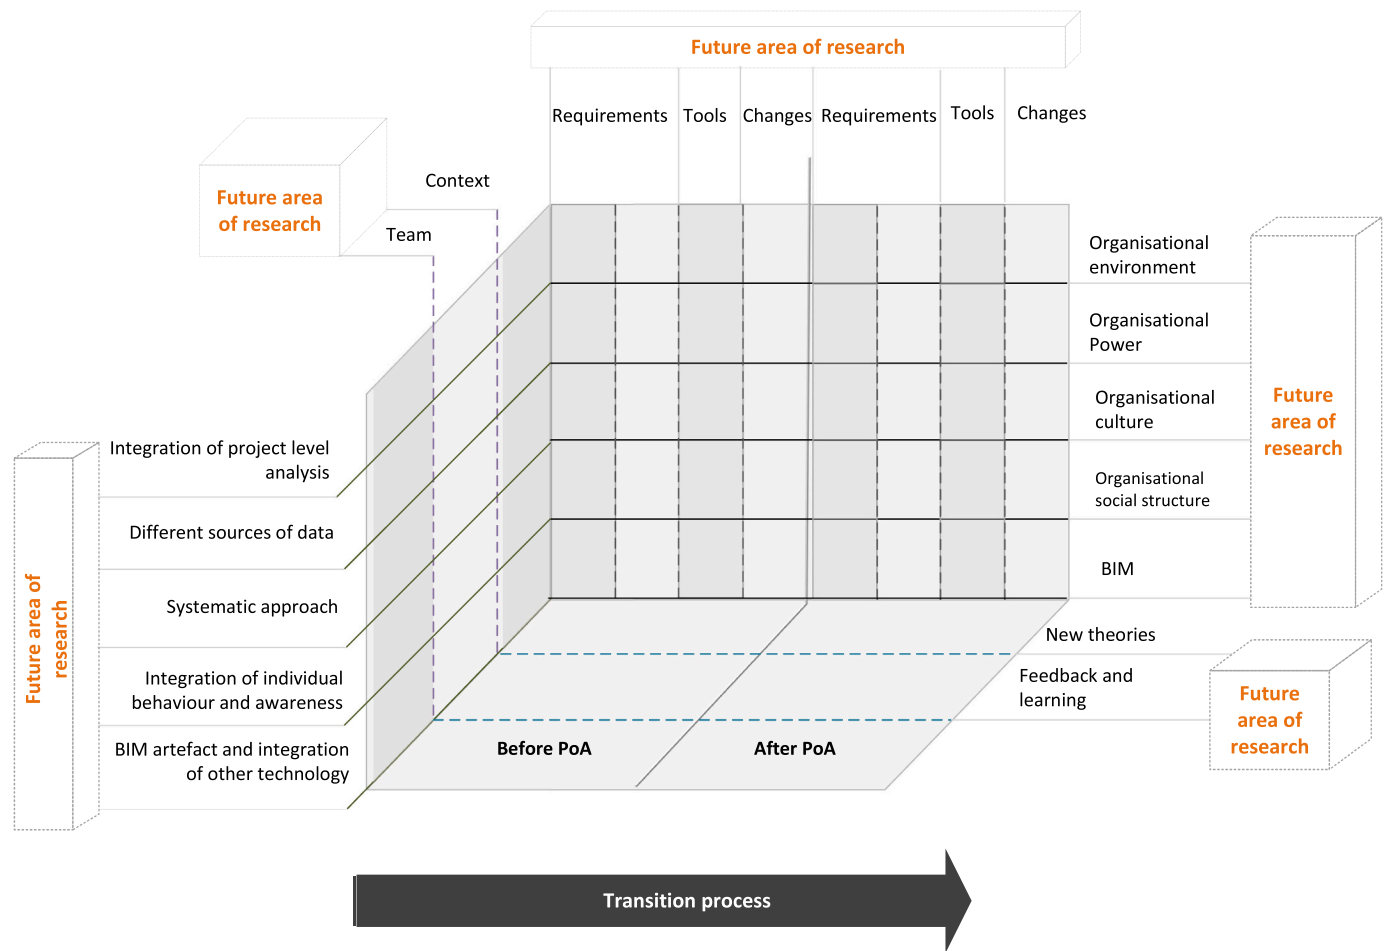 Future area of research
Requirements
Tools
Changes
Requirements
Tools
Changes
Future area
of research
Context
Team
Organisational
environment
Organisational
Power
Organisational
culture
Organisational
social structure
BIM
Future
area of
research
Integration of project level
analysis
Different sources of data
Systematic approach
Integration of individual
behaviour and awareness
BIM artefact and integration
of other technology
Future area of
research
New theories
Feedback and
learning
Future
area of
research
Before PoA
After PoA
Transition process